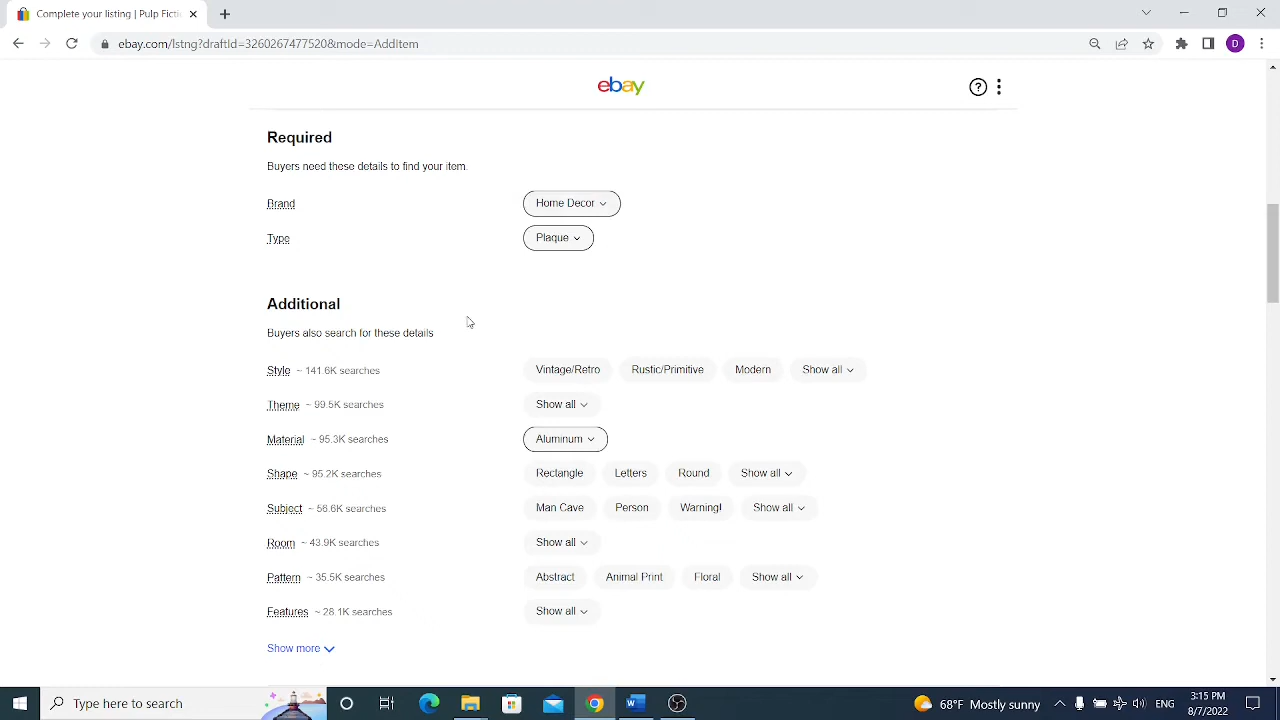 Complete your listing | Pulp Ficti
ebay.com/lstng?draftId=3260267477520&mode=AddItem
D
ebay
Required
Buyers need these details to find your item.
Brand Home Decor
Type Plaque
Additional
Buyers also search for these details
Style ~ 141.6K searches Vintage/Retro Rustic/Primitive Modern Show all
Theme ~ 99.5K searches Show all
Material ~ 95.3K searches Aluminum
Shape ~ 95.2K searches Rectangle Letters Round Show all
Subject ~ 56.6K searches Man Cave Person Warning! Show all
Room ~ 43.9K searches Show all
Pattern ~ 35.5K searches Abstract Animal Print Floral Show all
Features ~ 28.1K searches Show all
Show more
Type here to search
68°F Mostly sunny
ENG
3:15 PM
8/7/2022